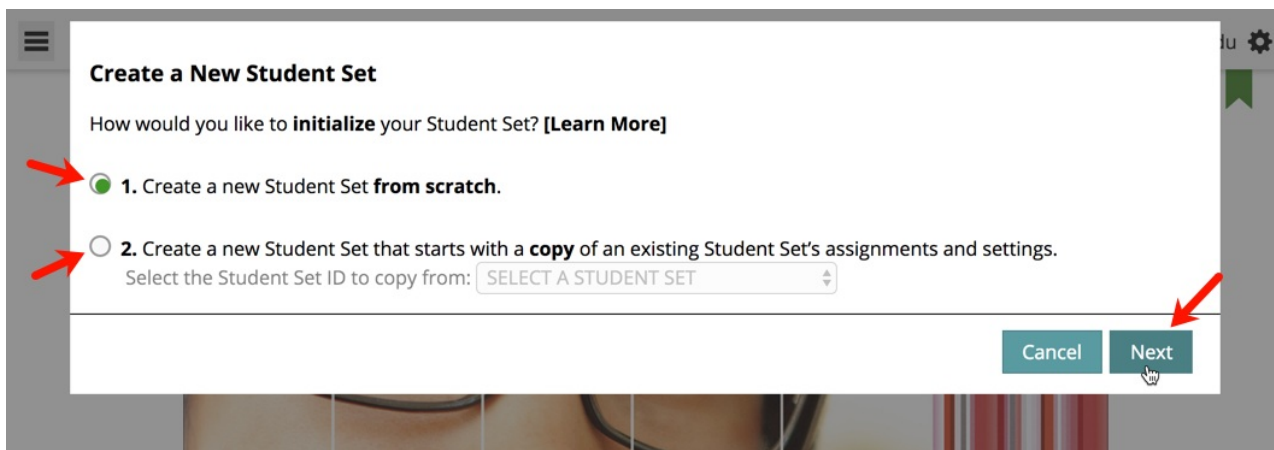 du
Create a New Student Set
How would you like to initialize your Student Set? [Learn More]
1. Create a new Student Set from scratch.
2. Create a new Student Set that starts with a copy of an existing Student Set's assignments and settings.
Select the Student Set ID to copy from: SELECT A STUDENT SET
Cancel Next